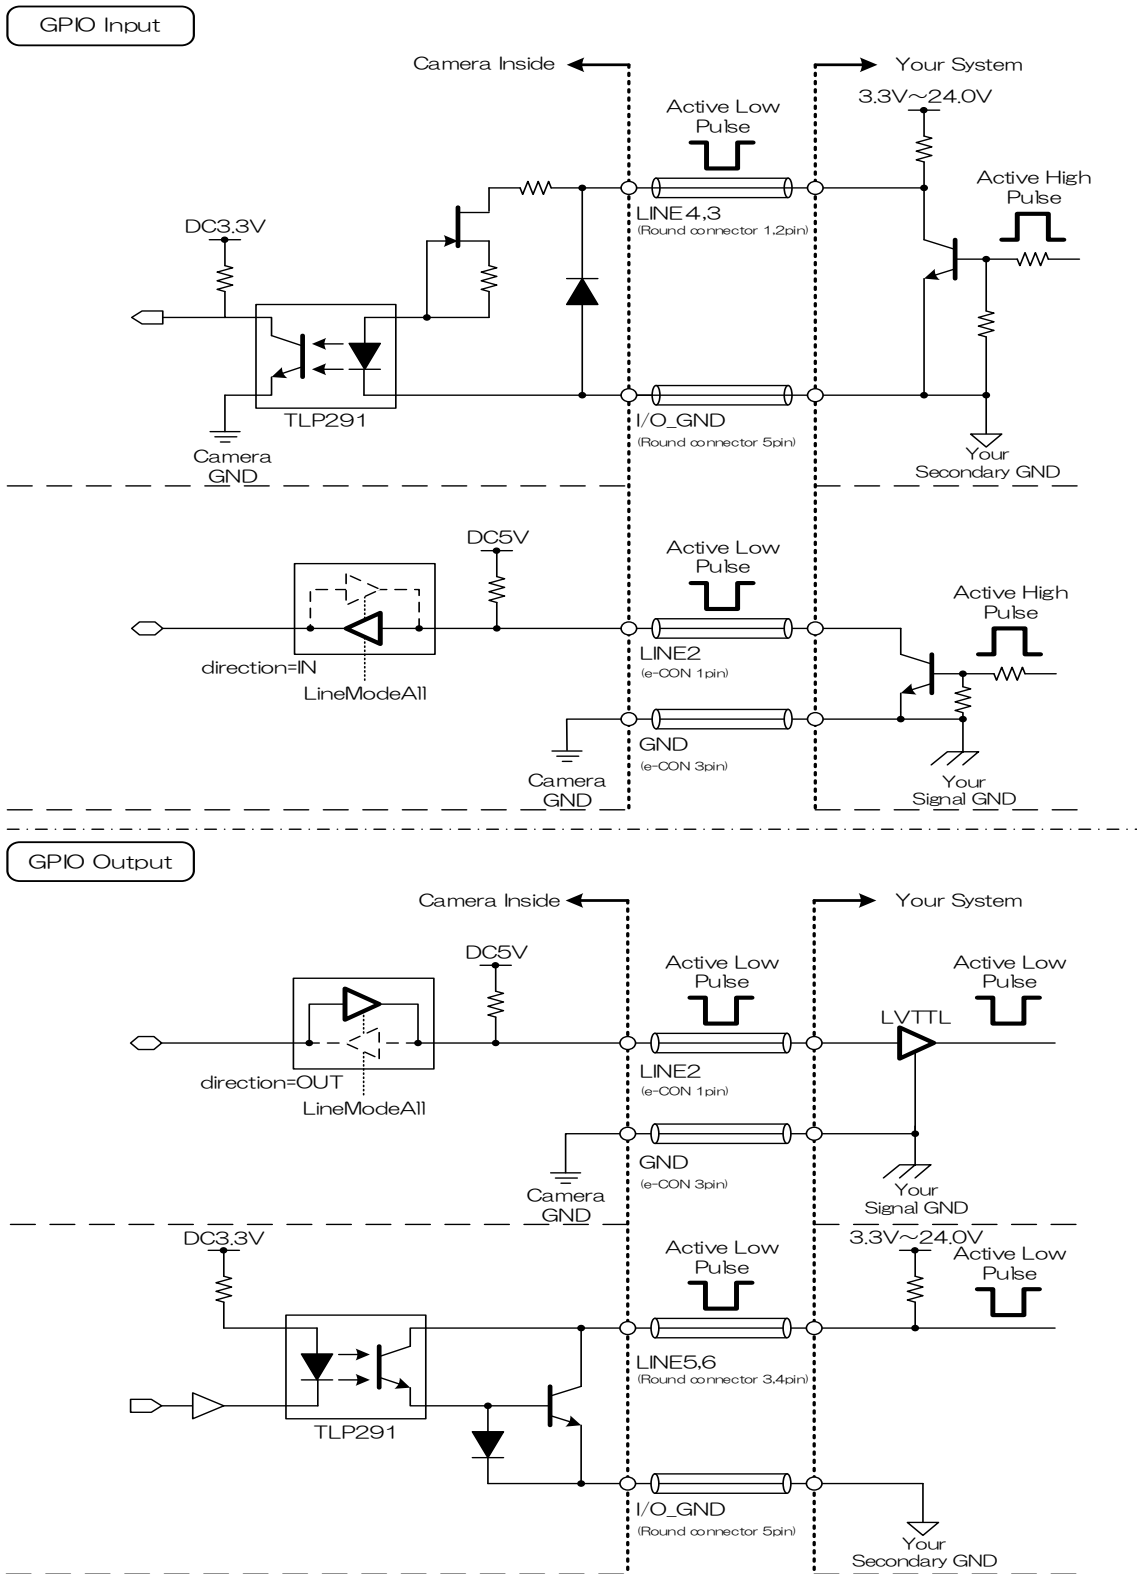 GPIO Input
Camera Inside
Your System
3.3V～24.0V
Active Low
Pulse
Active High
Pulse
LINE4,3
(Round connector 1,2pin)
DC3.3V
TLP291
I/O_GND
(Round connector 5pin)
Camera
GND
Your
Secondary GND
DC5V
Active Low
Pulse
Active High
Pulse
direction=IN
LineModeAll
LINE2
(e-CON 1pin)
GND
(e-CON 3pin)
Camera
GND
Your
Signal GND
GPIO Output
Camera Inside
Your System
DC5V
Active Low
Pulse
Active Low
Pulse
LVTTL
direction=OUT
LineModeAll
LINE2
(e-CON 1pin)
GND
(e-CON 3pin)
Camera
GND
Your
Signal GND
DC3.3V
Active Low
Pulse
3.3V～24.0V
Active Low
Pulse
LINE5,6
(Round connector 3,4pin)
TLP291
I/O_GND
(Round connector 5pin)
Your
Secondary GND